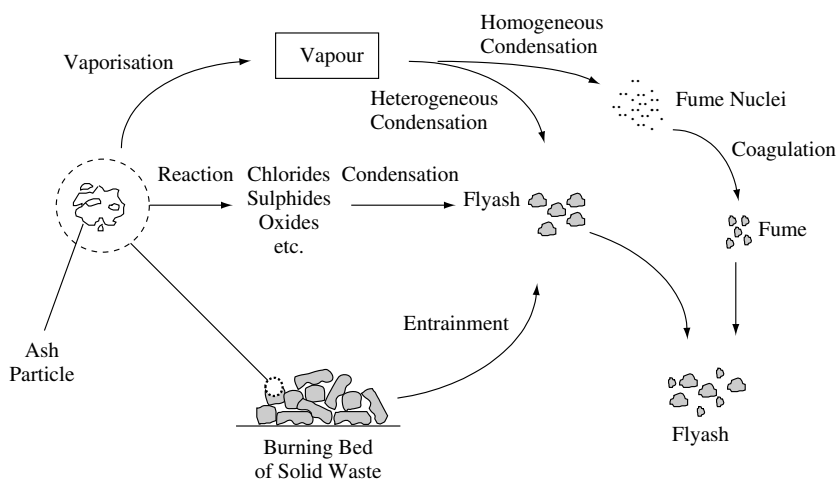 Homogeneous
Condensation
Vaporisation
Vapour
Heterogeneous
Condensation
Fume Nuclei
Coagulation
Reaction
Chlorides
Sulphides
Oxides
etc.
Condensation
Flyash
Fume
Entrainment
Ash
Particle
Flyash
Burning Bed
of Solid Waste